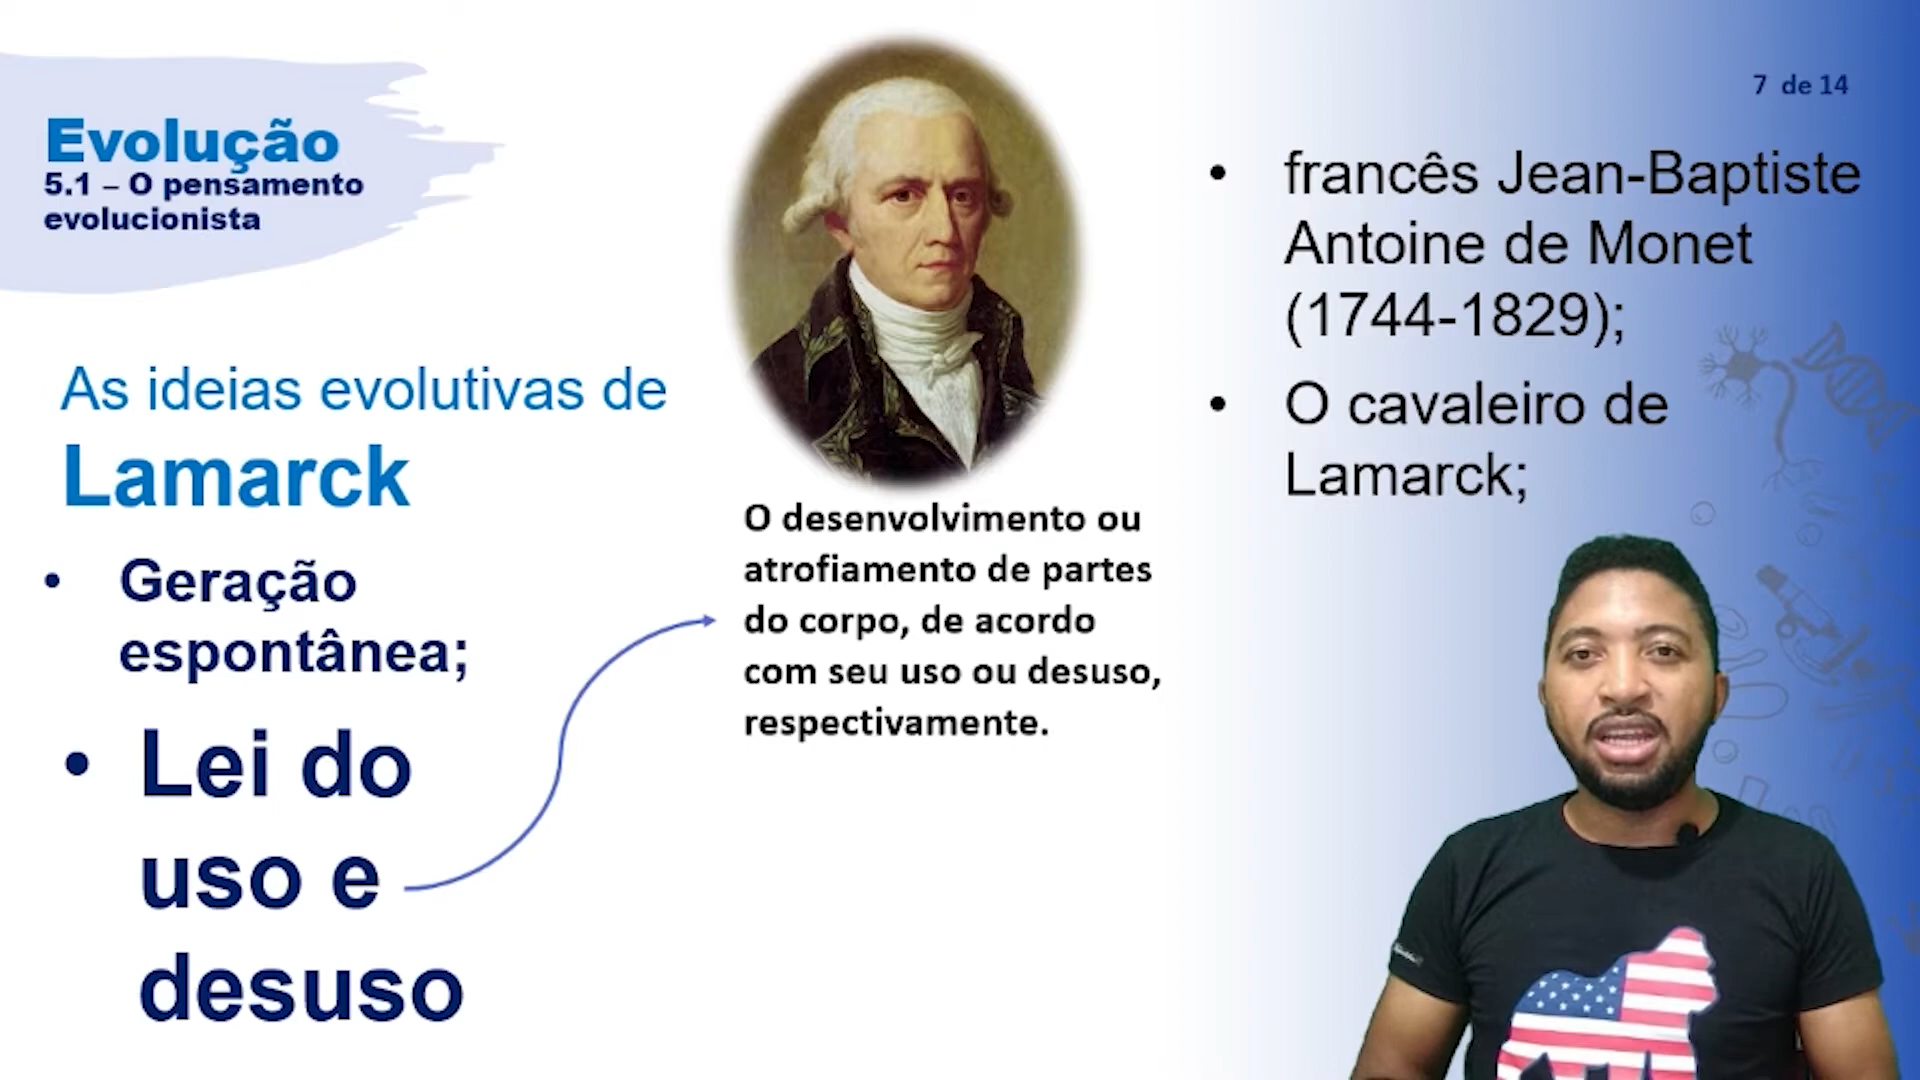 Evolução
5.1 – O pensamento
evolucionista
As ideias evolutivas de
Lamarck
• Geração
espontânea;
• Lei do
uso e
desuso
O desenvolvimento ou
atrofiamento de partes
do corpo, de acordo
com seu uso ou desuso,
respectivamente.
7 de 14
• francês Jean-Baptiste
Antoine de Monet
(1744-1829);
• O cavaleiro de
Lamarck;